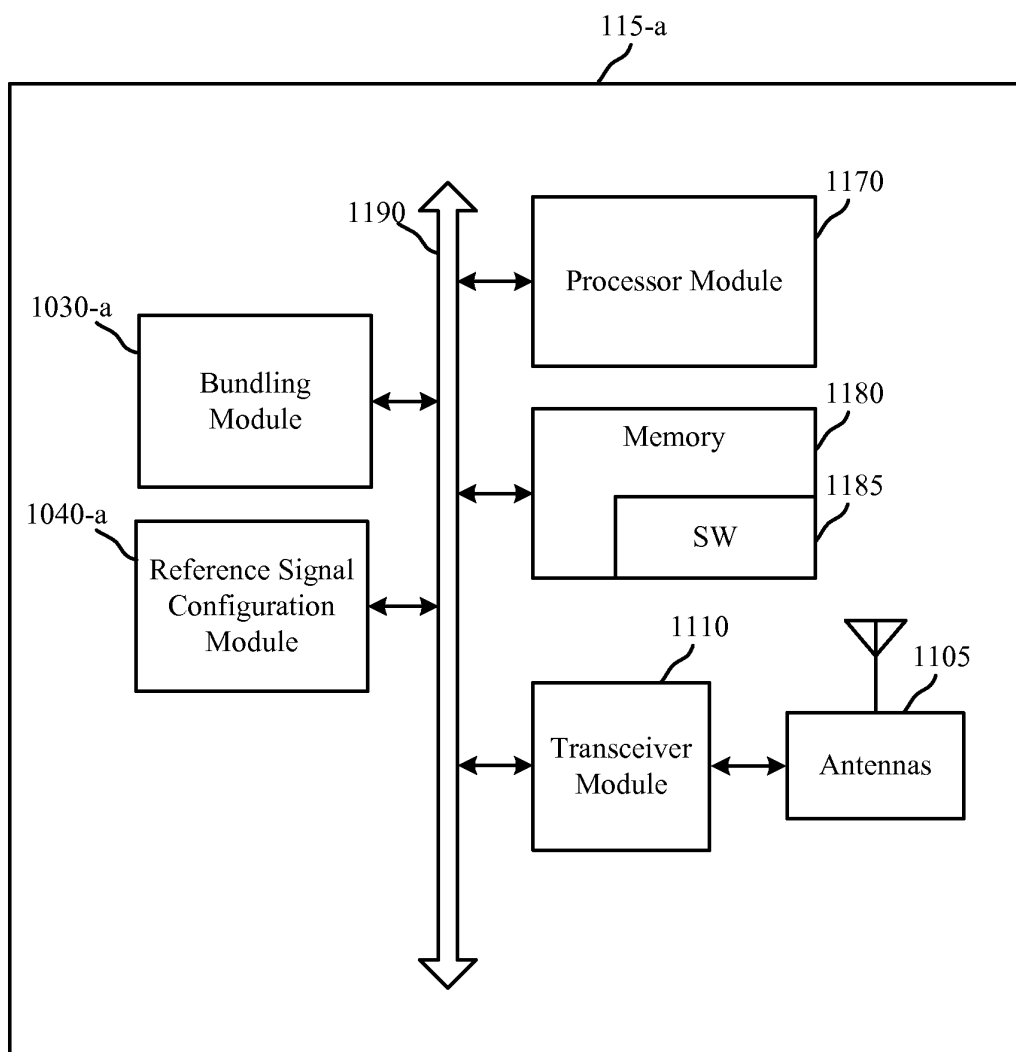 115-a
1190
1170
Processor Module
1030-a
Bundling
Module
1180
Memory
1185
SW
1040-a
Reference Signal
Configuration
Module
1110
Transceiver
Module
1105
Antennas